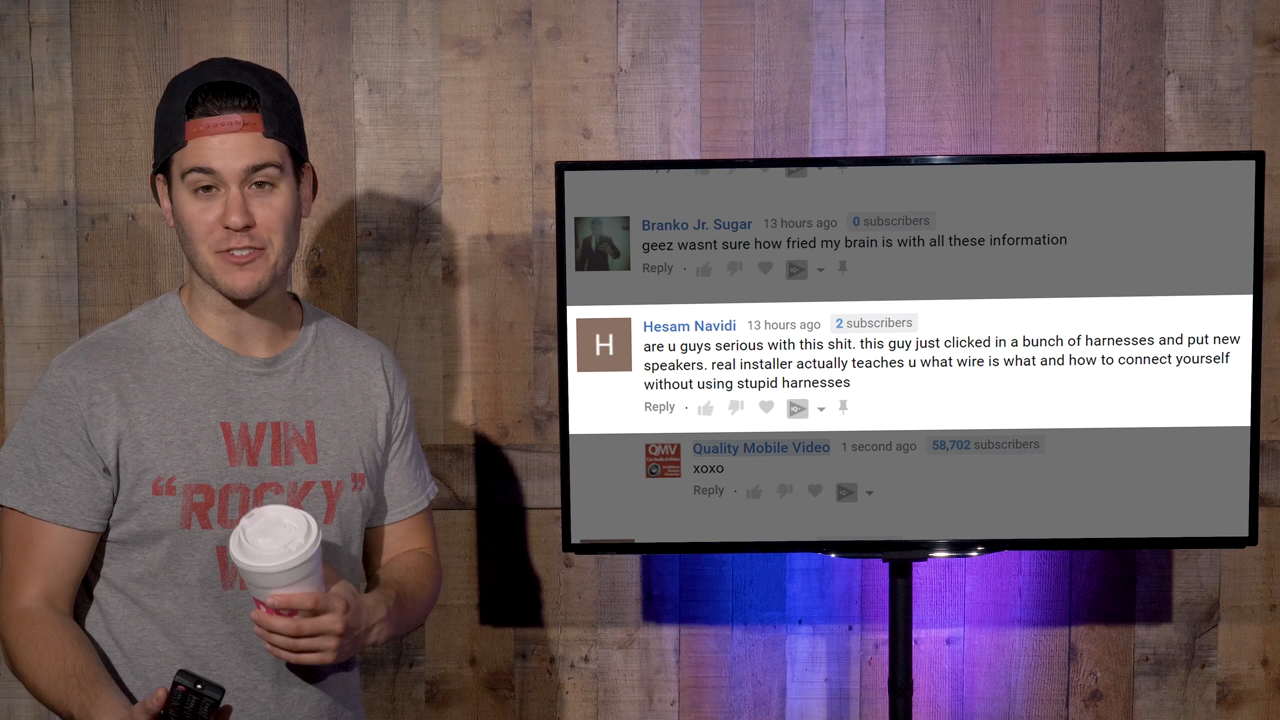 WIN
"ROCKY"
Branko Jr. Sugar 13 hours ago 0 subscribers
geez wasnt sure how fried my brain is with all these information
Reply
H
Hesam Navidi 13 hours ago 2 subscribers
are u guys serious with this shit. this guy just clicked in a bunch of harnesses and put new
speakers. real installer actually teaches u what wire is what and how to connect yourself
without using stupid harnesses
Reply
QMV
Quality Mobile Video 1 second ago 58,702 subscribers
xoxo
Reply